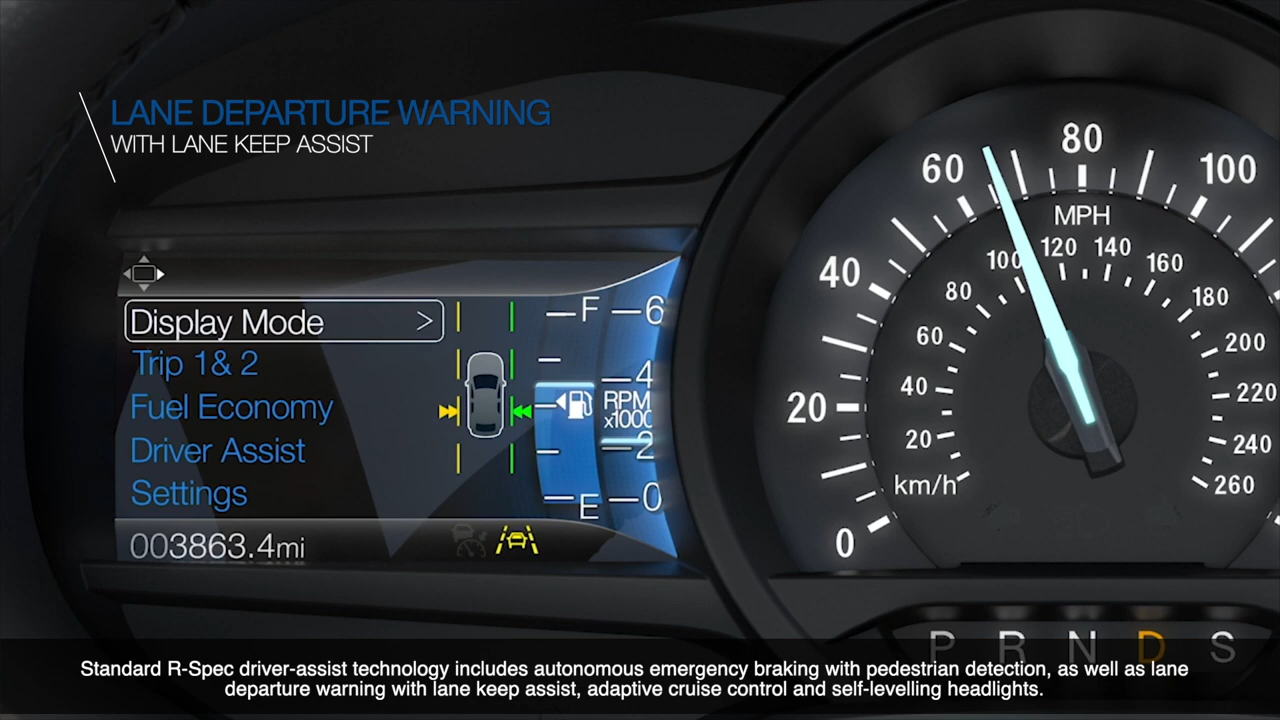 LANE DEPARTURE WARNING
WITH LANE KEEP ASSIST
Display Mode >
Trip 1& 2
Fuel Economy
Driver Assist
Settings
003863.4mi
F
E
6
4
RPM
x1000
2
0
0
20
40
60
80
100
MPH
20
40
60
80
100
120
140
160
180
200
220
240
260
km/h
P R N D S
Standard R-Spec driver-assist technology includes autonomous emergency braking with pedestrian detection, as well as lane
departure warning with lane keep assist, adaptive cruise control and self-levelling headlights.